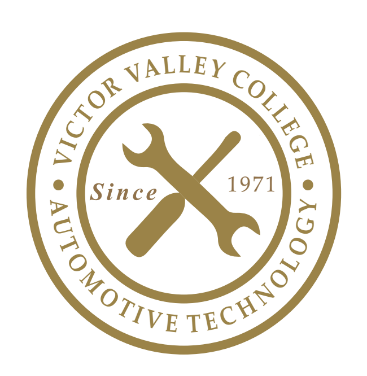 VICTOR VALLEY COLLEGE
Since 1971
AUTOMOTIVE TECHNOLOGY